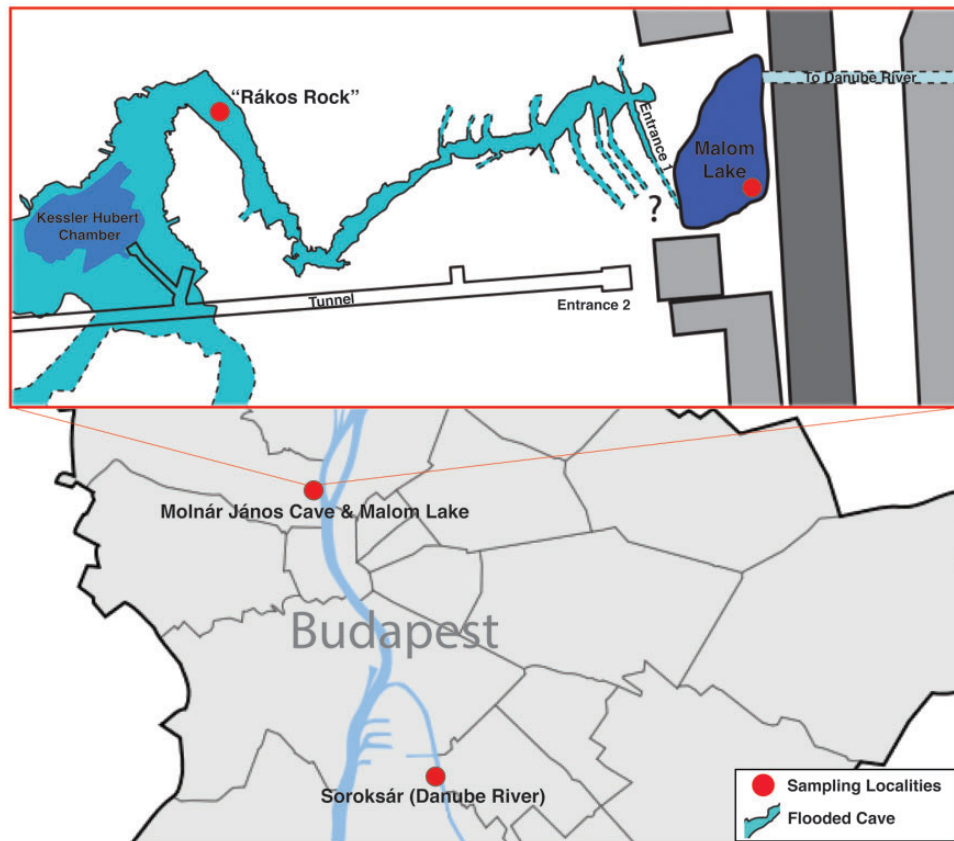 To Danube River
“Rákos Rock”
Entrance 1
Malom
Lake
?
Kessler Hubert
Chamber
Tunnel
Entrance 2
Molnár János Cave & Malom Lake
Budapest
Soroksár (Danube River)
Sampling Localities
Flooded Cave